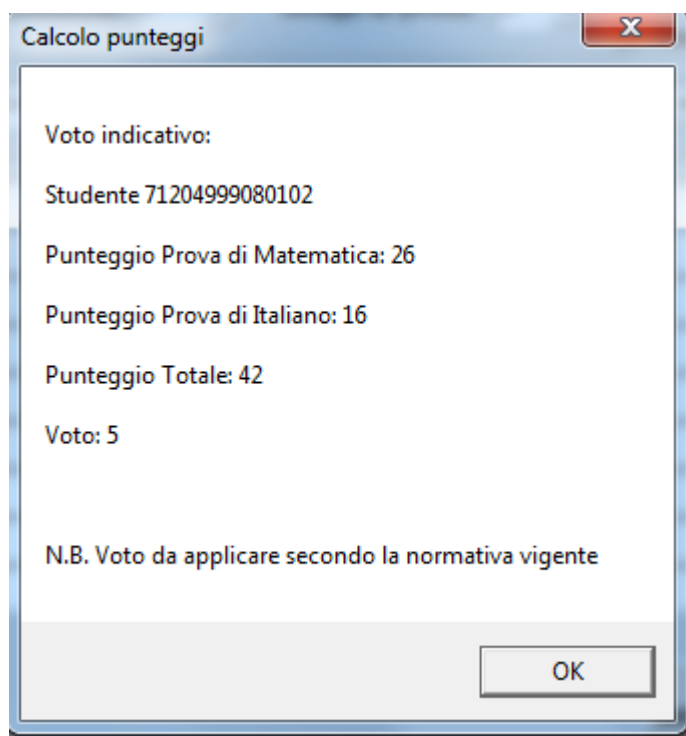 Calcolo punteggi
Voto indicativo:
Studente 71204999080102
Punteggio Prova di Matematica: 26
Punteggio Prova di Italiano: 16
Punteggio Totale: 42
Voto: 5
N.B. Voto da applicare secondo la normativa vigente
OK